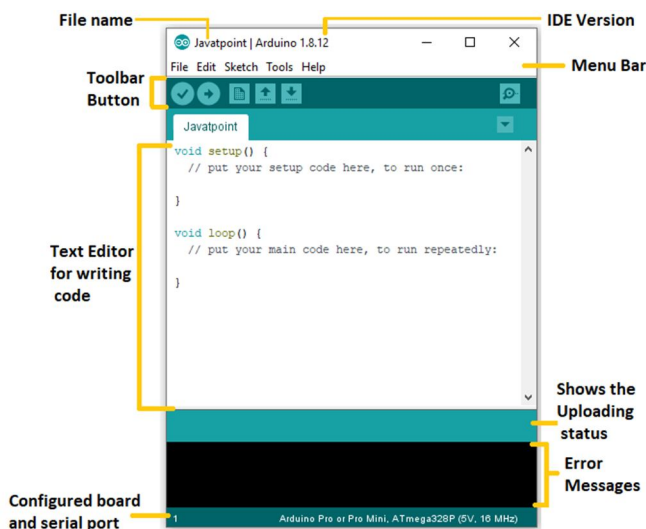 File name
IDE Version
Javatpoint | Arduino 1.8.12
File Edit Sketch Tools Help
Menu Bar
Toolbar
Button
Javatpoint
void setup() {
// put your setup code here, to run once:
}
void loop() {
// put your main code here, to run repeatedly:
}
Text Editor
for writing
code
Shows the
Uploading
status
Error
Messages
Configured board
and serial port
1
Arduino Pro or Pro Mini, ATmega328P (5V, 16 MHz)